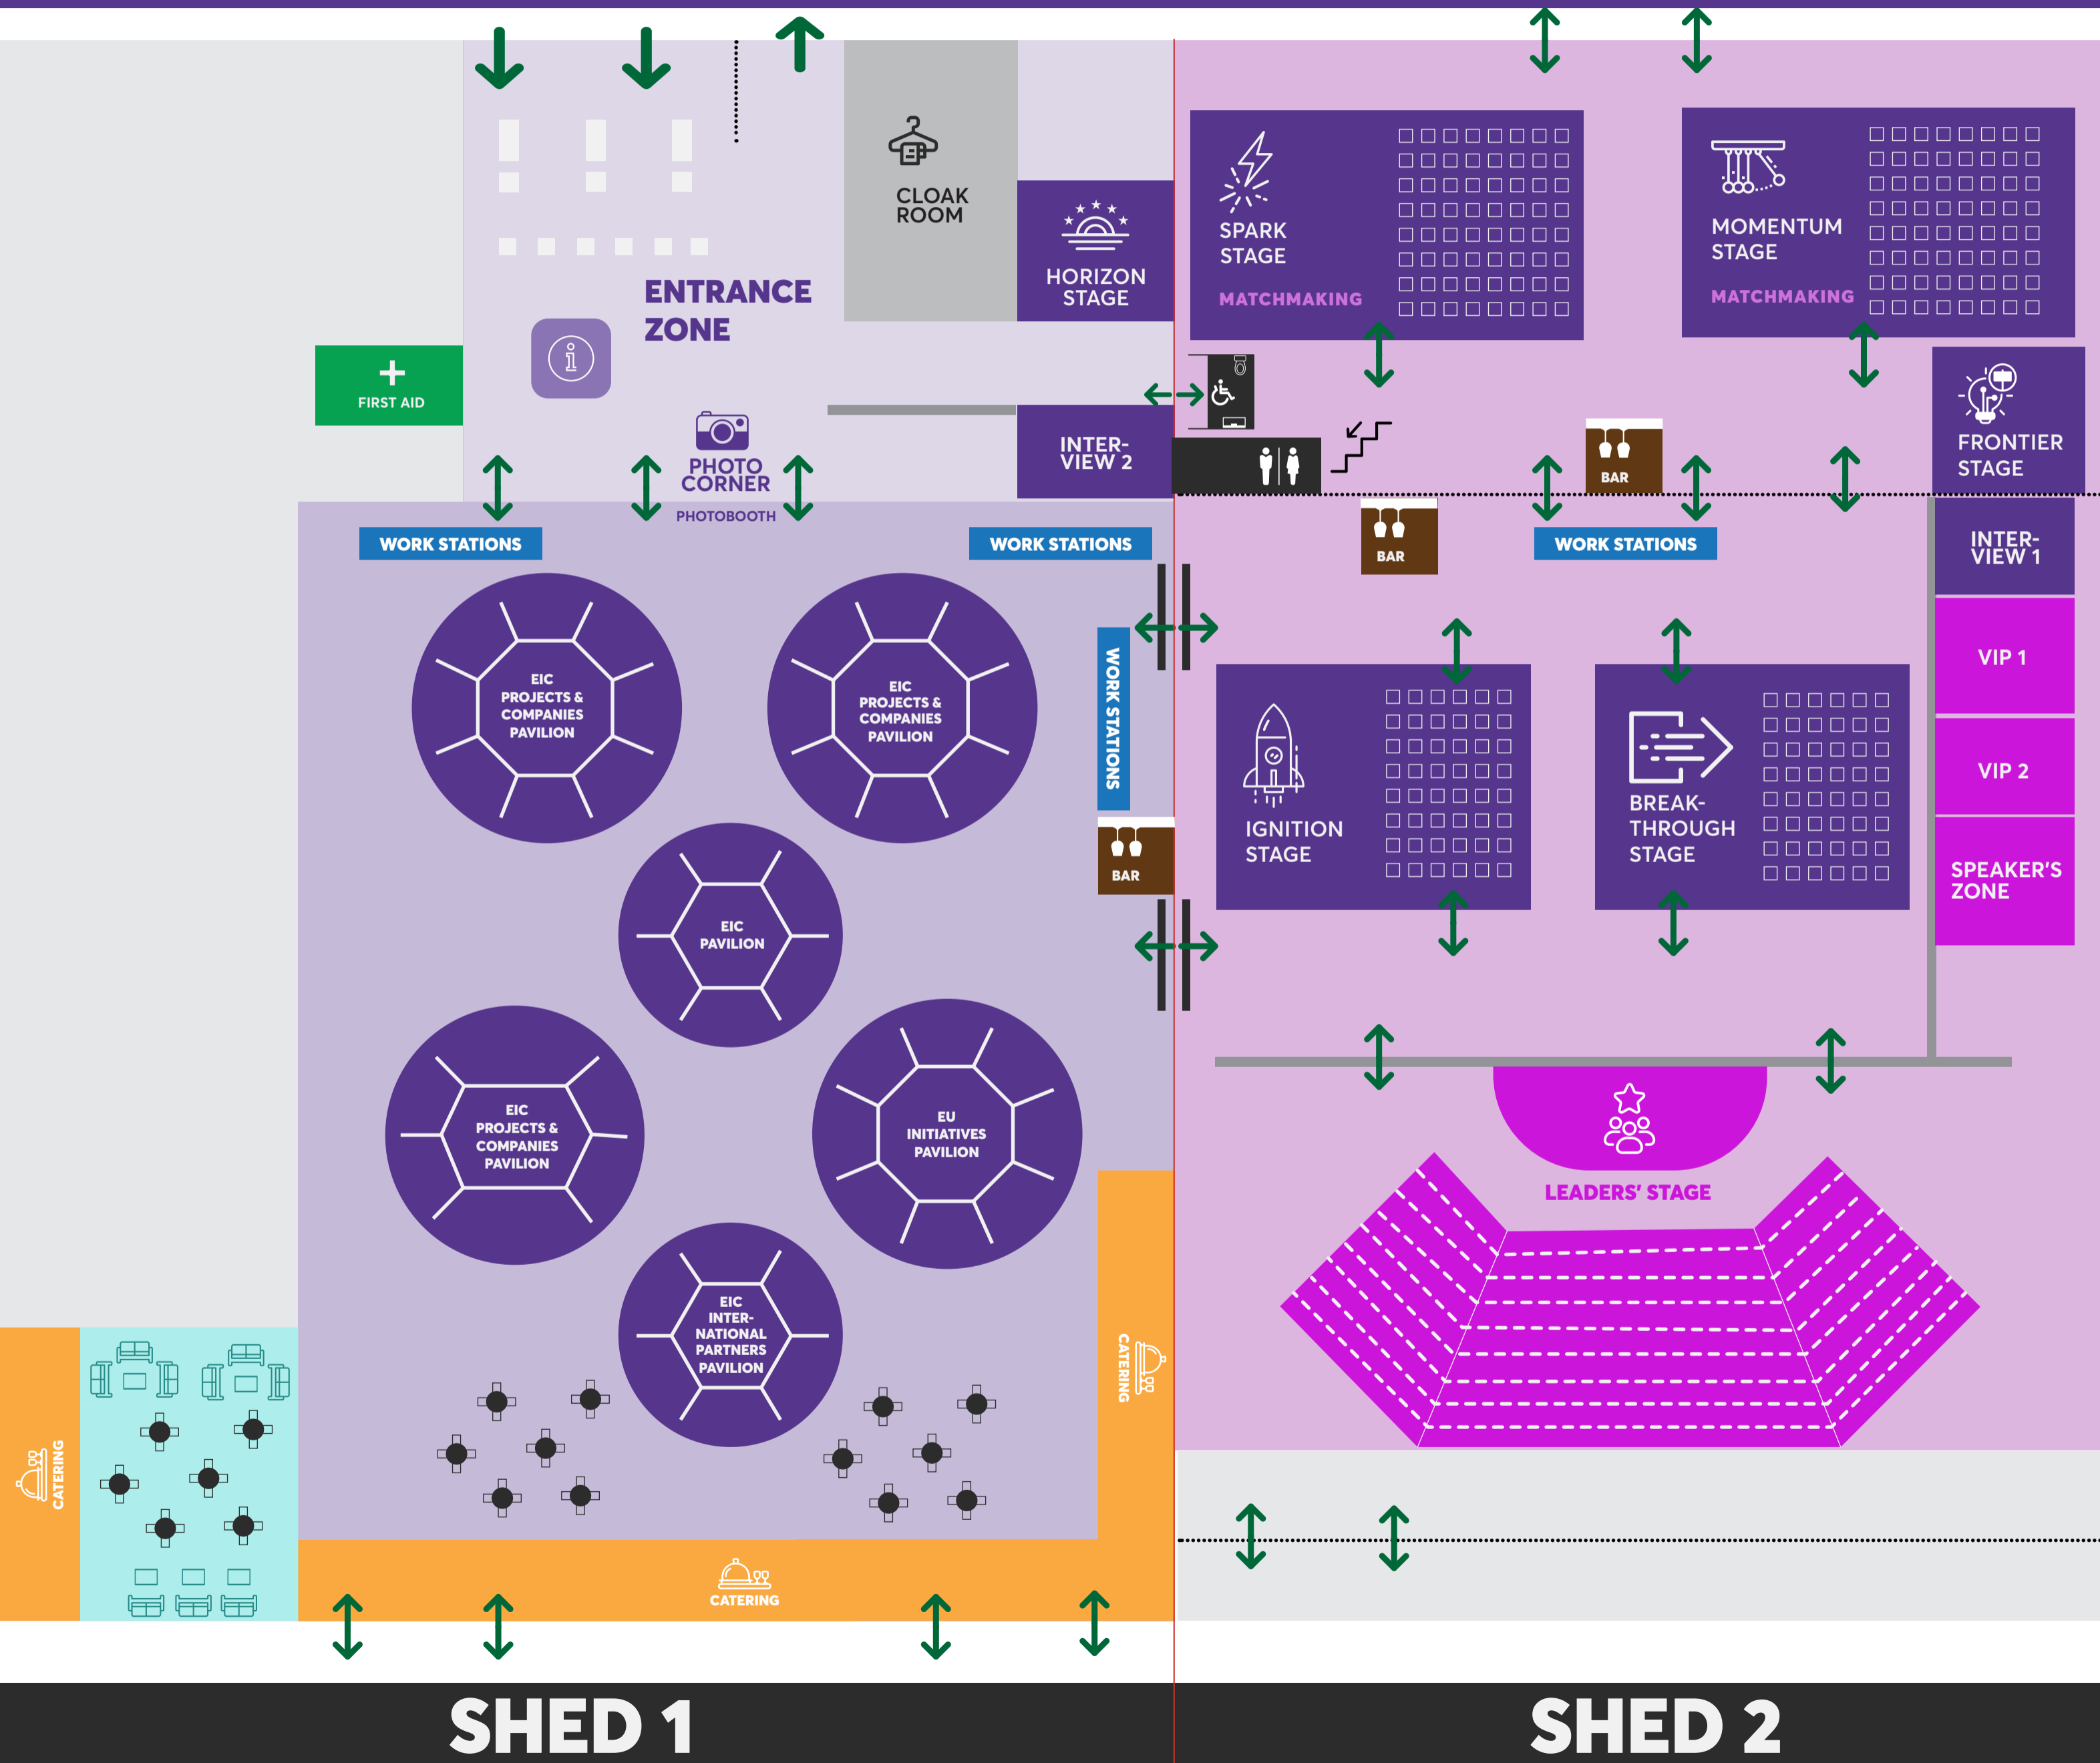 CLOAK
ROOM
HORIZON
STAGE
SPARK
STAGE
MATCHMAKING
MOMENTUM
STAGE
MATCHMAKING
ENTRANCE
ZONE
i
FIRST AID
PHOTO
CORNER
PHOTOBOOTH
INTER-
VIEW 2
BAR
FRONTIER
STAGE
WORK STATIONS
WORK STATIONS
BAR
WORK STATIONS
INTER-
VIEW 1
EIC
PROJECTS &
COMPANIES
PAVILION
EIC
PROJECTS &
COMPANIES
PAVILION
WORK STATIONS
VIP 1
VIP 2
IGNITION
STAGE
BREAK-
THROUGH
STAGE
BAR
SPEAKER'S
ZONE
EIC
PAVILION
EIC
PROJECTS &
COMPANIES
PAVILION
EU
INITIATIVES
PAVILION
LEADERS' STAGE
EIC
INTER-
NATIONAL
PARTNERS
PAVILION
CATERING
CATERING
CATERING
SHED 1
SHED 2